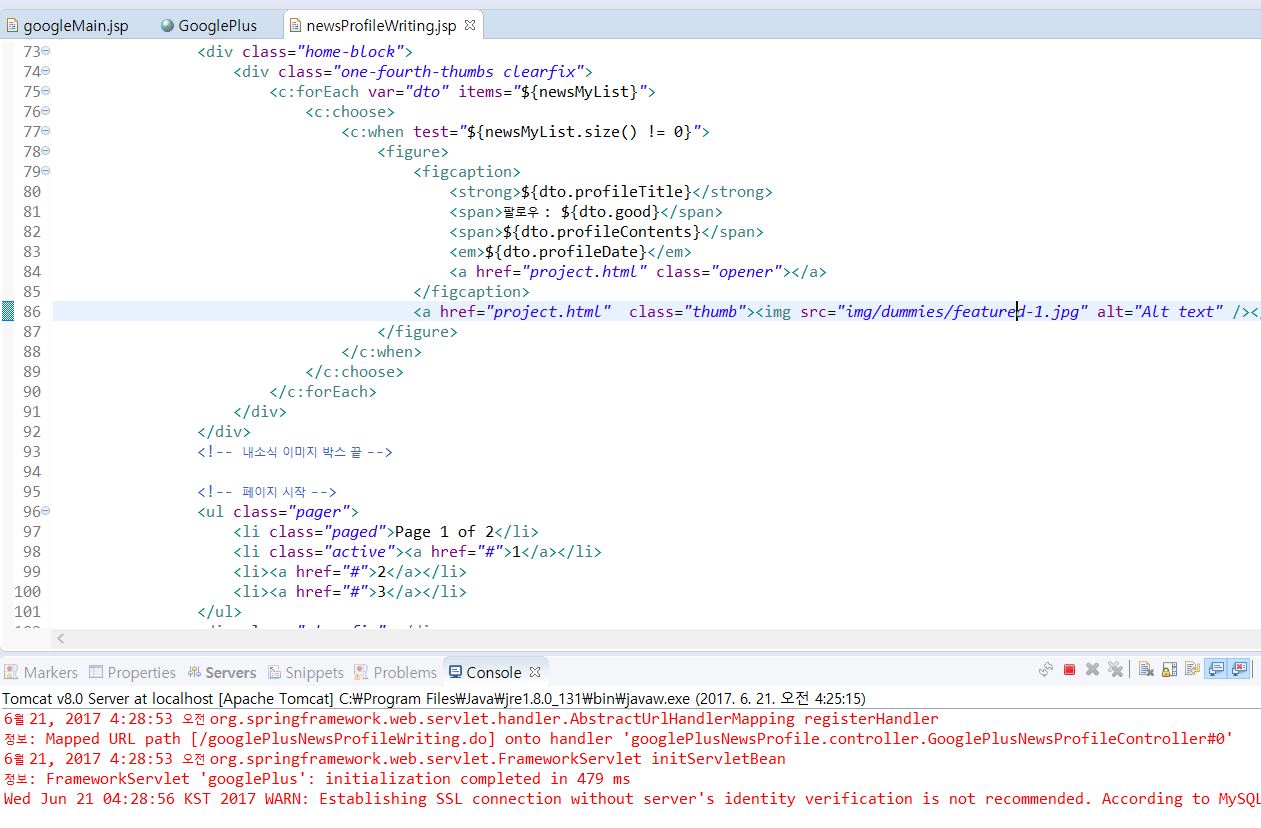 googleMain.jsp GooglePlus newsProfileWriting.jsp
73 <div class="home-block">
74 <div class="one-fourth-thumbs clearfix">
75 <c:forEach var="dto" items="${newsMyList}">
76 <c:choose>
77 <c:when test="${newsMyList.size() != 0}">
78 <figure>
79 <figcaption>
80 <strong>${dto.profileTitle}</strong>
81 <span>팔로우 : ${dto.good}</span>
82 <span>${dto.profileContents}</span>
83 <em>${dto.profileDate}</em>
84 <a href="project.html" class="opener"></a>
85 </figcaption>
86 <a href="project.html"  class="thumb"><img src="img/dummies/featured-1.jpg" alt="Alt text" /><
87 </figure>
88 </c:when>
89 </c:choose>
90 </c:forEach>
91 </div>
92 </div>
93 <!-- 내소식 이미지 박스 끝 -->
94
95 <!-- 페이지 시작 -->
96 <ul class="pager">
97 <li class="paged">Page 1 of 2</li>
98 <li class="active"><a href="#">1</a></li>
99 <li><a href="#">2</a></li>
100 <li><a href="#">3</a></li>
101 </ul>
Markers Properties Servers Snippets Problems Console
Tomcat v8.0 Server at localhost [Apache Tomcat] C:₩Program Files₩Java₩jre1.8.0_131₩bin₩javaw.exe (2017. 6. 21. 오전 4:25:15)
6월 21, 2017 4:28:53 오전 org.springframework.web.servlet.handler.AbstractUrlHandlerMapping registerHandler
정보: Mapped URL path [/googlePlusNewsProfileWriting.do] onto handler 'googlePlusNewsProfile.controller.GooglePlusNewsProfileController#0'
6월 21, 2017 4:28:53 오전 org.springframework.web.servlet.FrameworkServlet initServletBean
정보: FrameworkServlet 'googlePlus': initialization completed in 479 ms
Wed Jun 21 04:28:56 KST 2017 WARN: Establishing SSL connection without server's identity verification is not recommended. According to MySQL